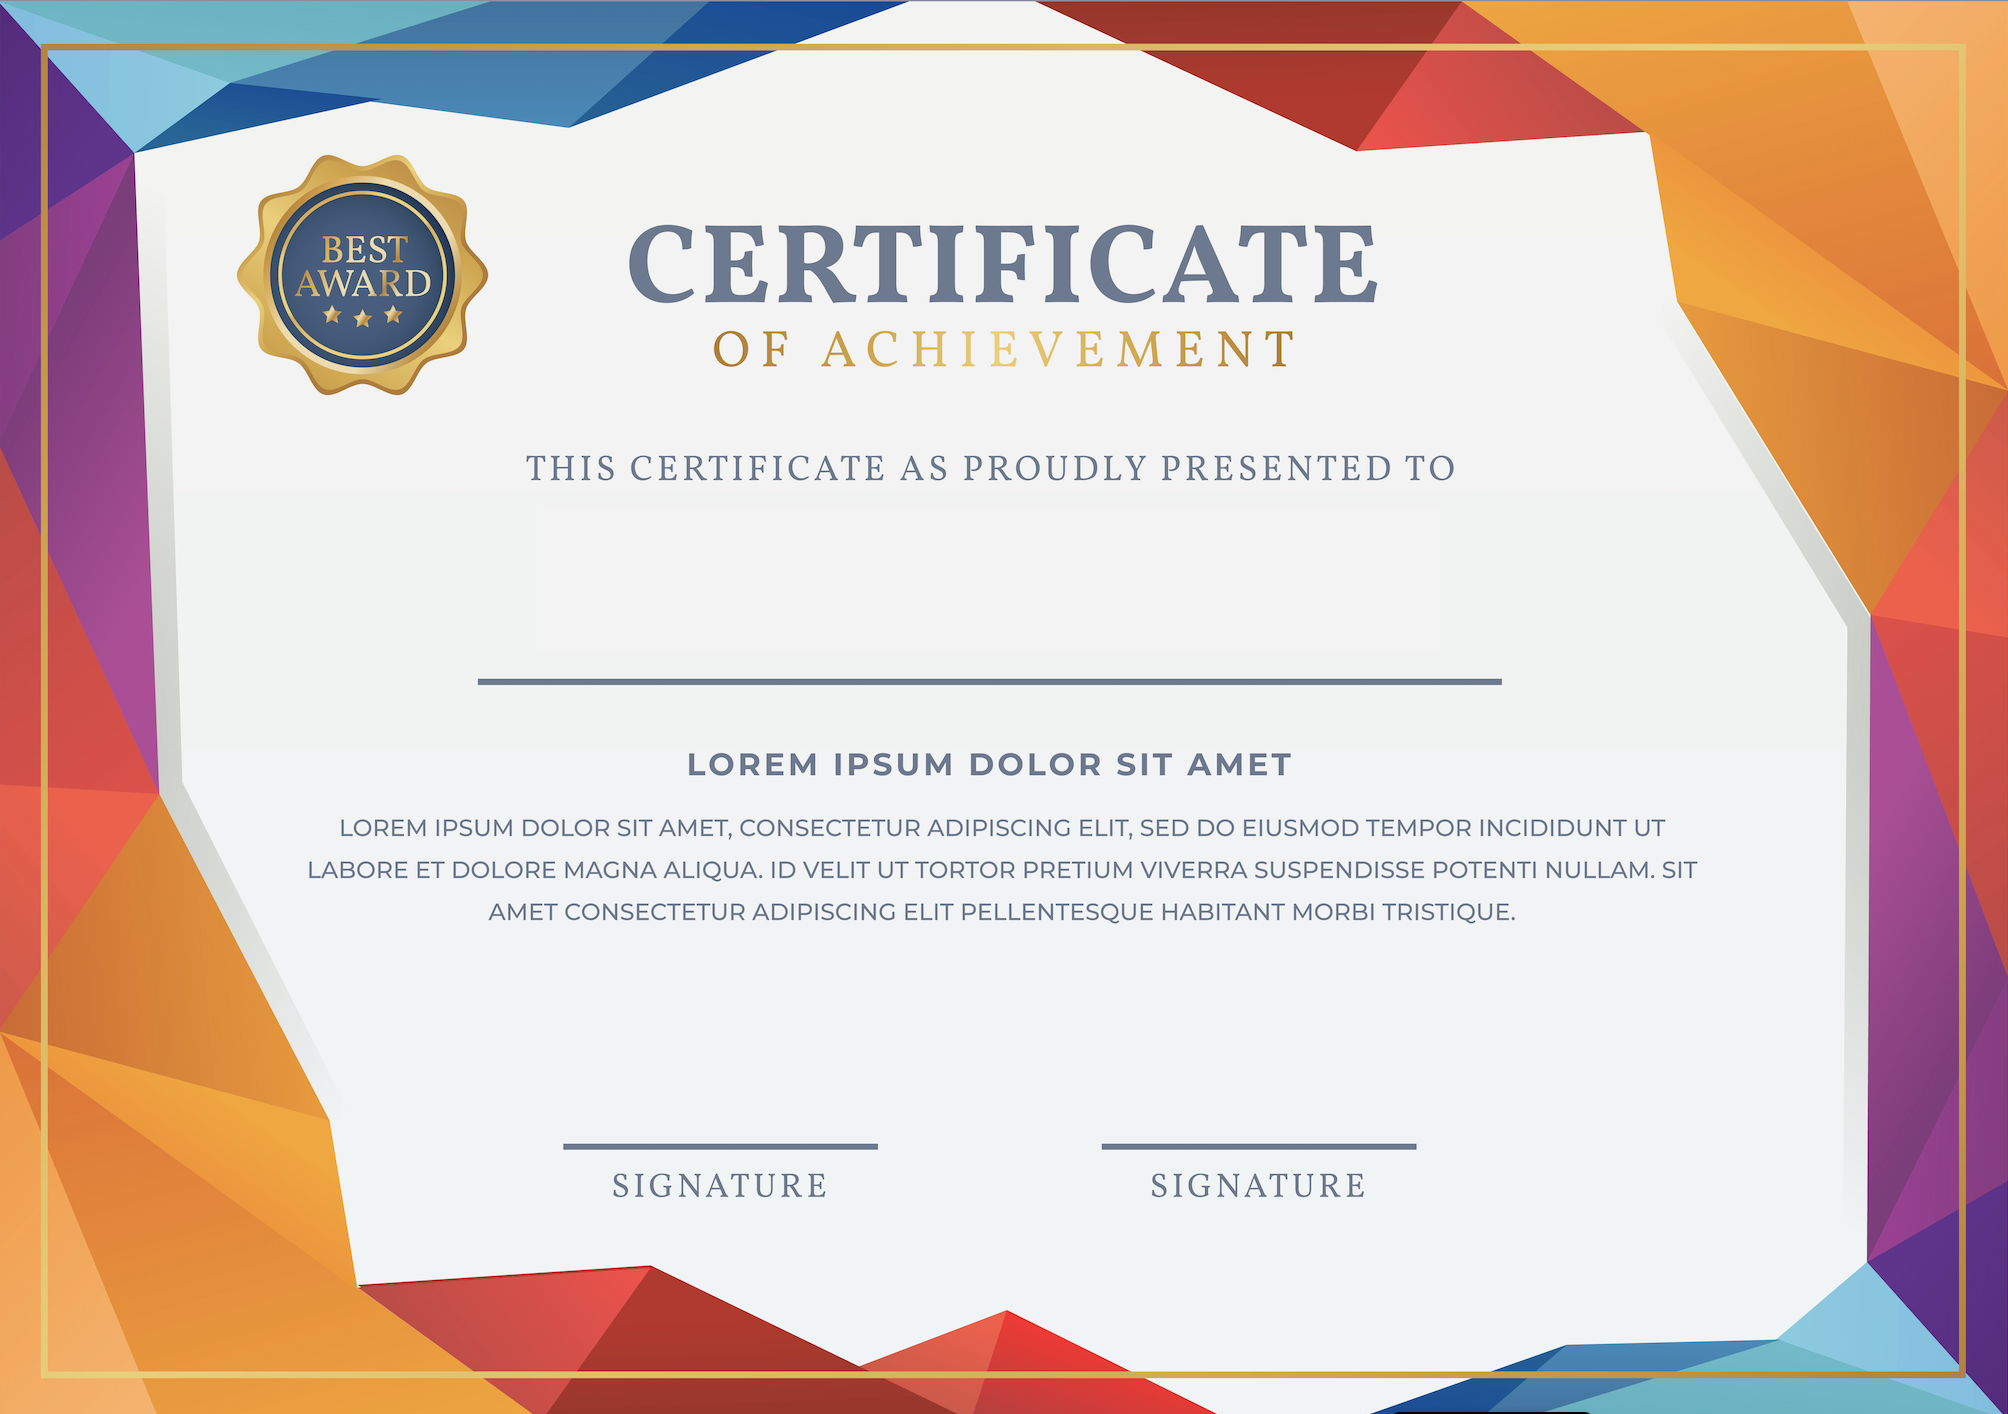 BEST
AWARD
CERTIFICATE
OF ACHIEVEMENT
THIS CERTIFICATE AS PROUDLY PRESENTED TO
LOREM IPSUM DOLOR SIT AMET
LOREM IPSUM DOLOR SIT AMET, CONSECTETUR ADIPISCING ELIT, SED DO EIUSMOD TEMPOR INCIDIDUNT UT
LABORE ET DOLORE MAGNA ALIQUA. ID VELIT UT TORTOR PRETIUM VIVERRA SUSPENDISSE POTENTI NULLAM. SIT
AMET CONSECTETUR ADIPISCING ELIT PELLENTESQUE HABITANT MORBI TRISTIQUE.
SIGNATURE
SIGNATURE